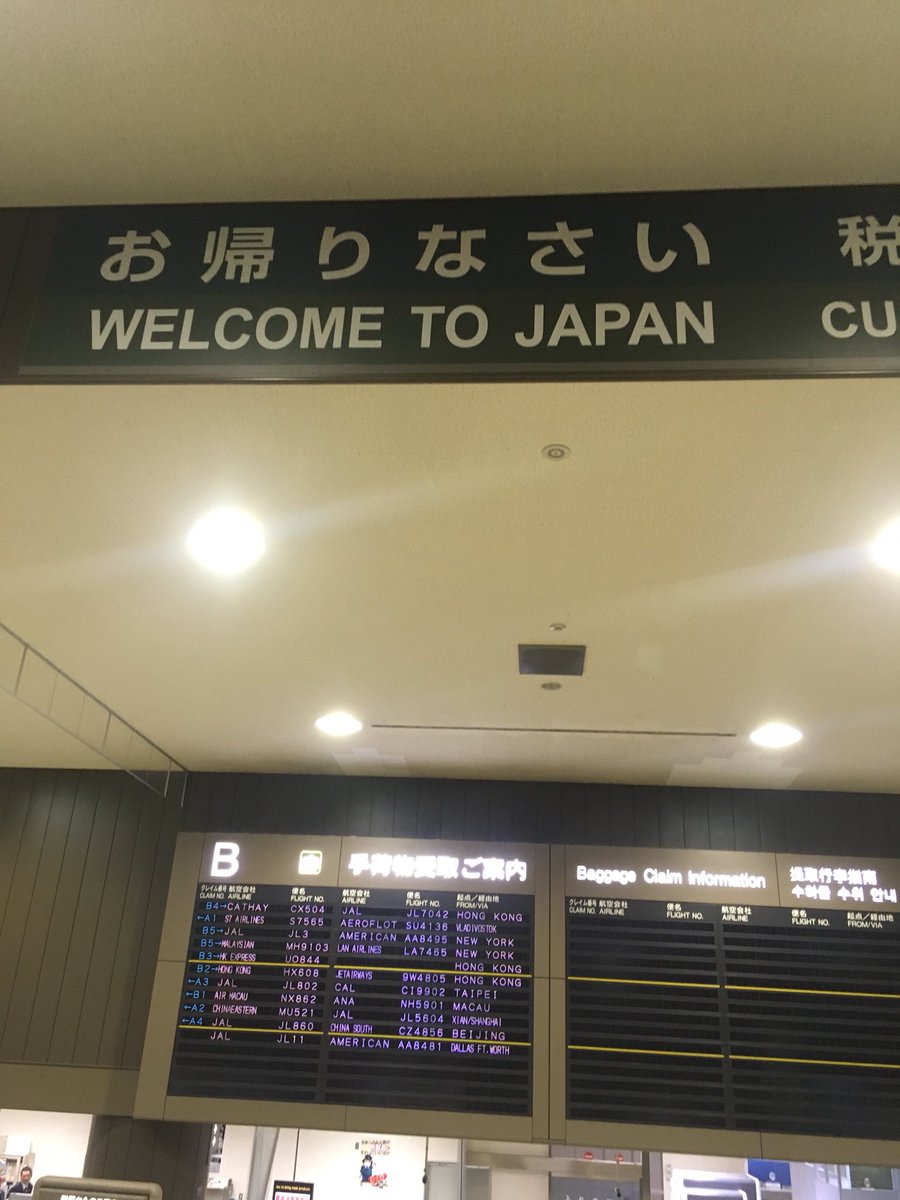 お帰りなさい 税
WELCOME TO JAPAN CU
B 手荷物受取ご案内
クレイム番号 航空会社 便名 航空会社 便名 起点／経由地
CLAIM NO. AIRLINE FLIGHT NO. AIRLINE FLIGHT NO. FROM/VIA
B4→CATHAY CX504 JAL JL7042 HONG KONG
←A1 S7 AIRLINES S7565 AEROFLOT SU4136 VLADIVOSTOK
B5→JAL JL3 AMERICAN AA8495 NEW YORK
B5→MALAYSIAN MH9103 LAN AIRLINES LA7465 NEW YORK
B3→HK EXPRESS UO844 HONG KONG
B2→HONG KONG HX608 JETAIRWAYS 9W4805 HONG KONG
←A3 JAL JL802 CAL CI9902 TAIPEI
←B1 AIR MACAU NX862 ANA NH5901 MACAU
←A2 CHINAEASTERN MU521 JAL JL5604 XIAN/SHANGHAI
←A4 JAL JL860 CHINA SOUTH CZ4856 BEIJING
JAL JL11 AMERICAN AA8481 DALLAS FT.WORTH
Baggage Claim Information
提取行李指南
수하물 수취 안내
クレイム番号 航空会社 便名 航空会社 便名 起点／経由地
CLAIM NO. AIRLINE FLIGHT NO. AIRLINE FLIGHT NO. FROM/VIA